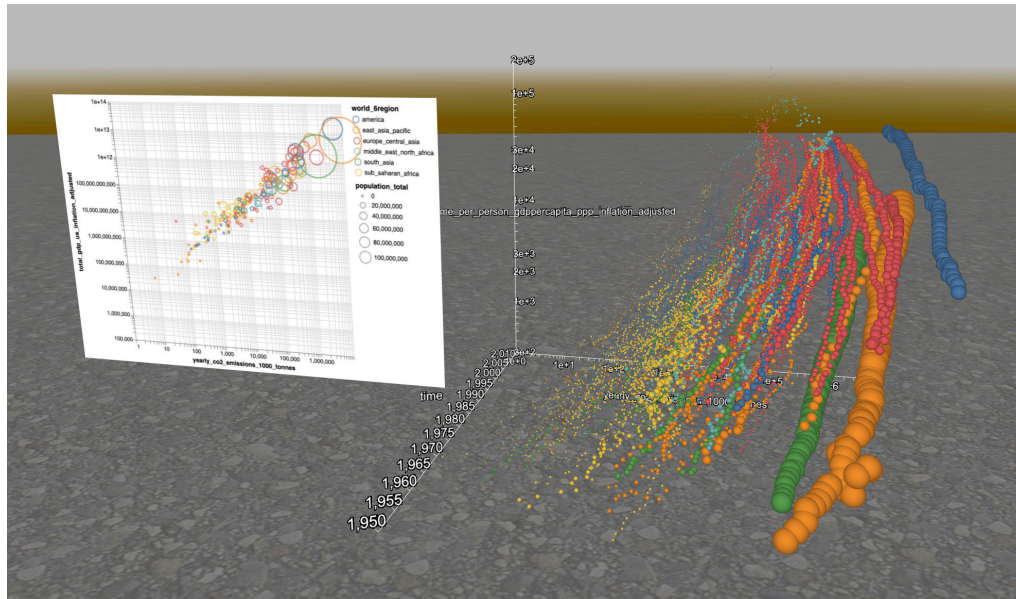 1e+14
1e+13
1e+12
100,000,000,000
10,000,000,000
1,000,000,000
100,000,000
10,000,000
1,000,000
100,000
total_gdp_us_inflation_adjusted
1 10 100 1,000 10,000 100,000 1,000,000
yearly_co2_emissions_1000_tonnes
world_6region
america
east_asia_pacific
europe_central_asia
middle_east_north_africa
south_asia
sub_saharan_africa
population_total
0
20,000,000
40,000,000
60,000,000
80,000,000
100,000,000
2e+5
1e+5
3e+4
2e+4
1e+4
me_per_person_gdppercapita_ppp_inflation_adjusted
3e+3
2e+3
1e+3
1e+1
time
2,000
1,995
1,990
1,985
1,980
1,975
1,970
1,965
1,960
1,955
1,950